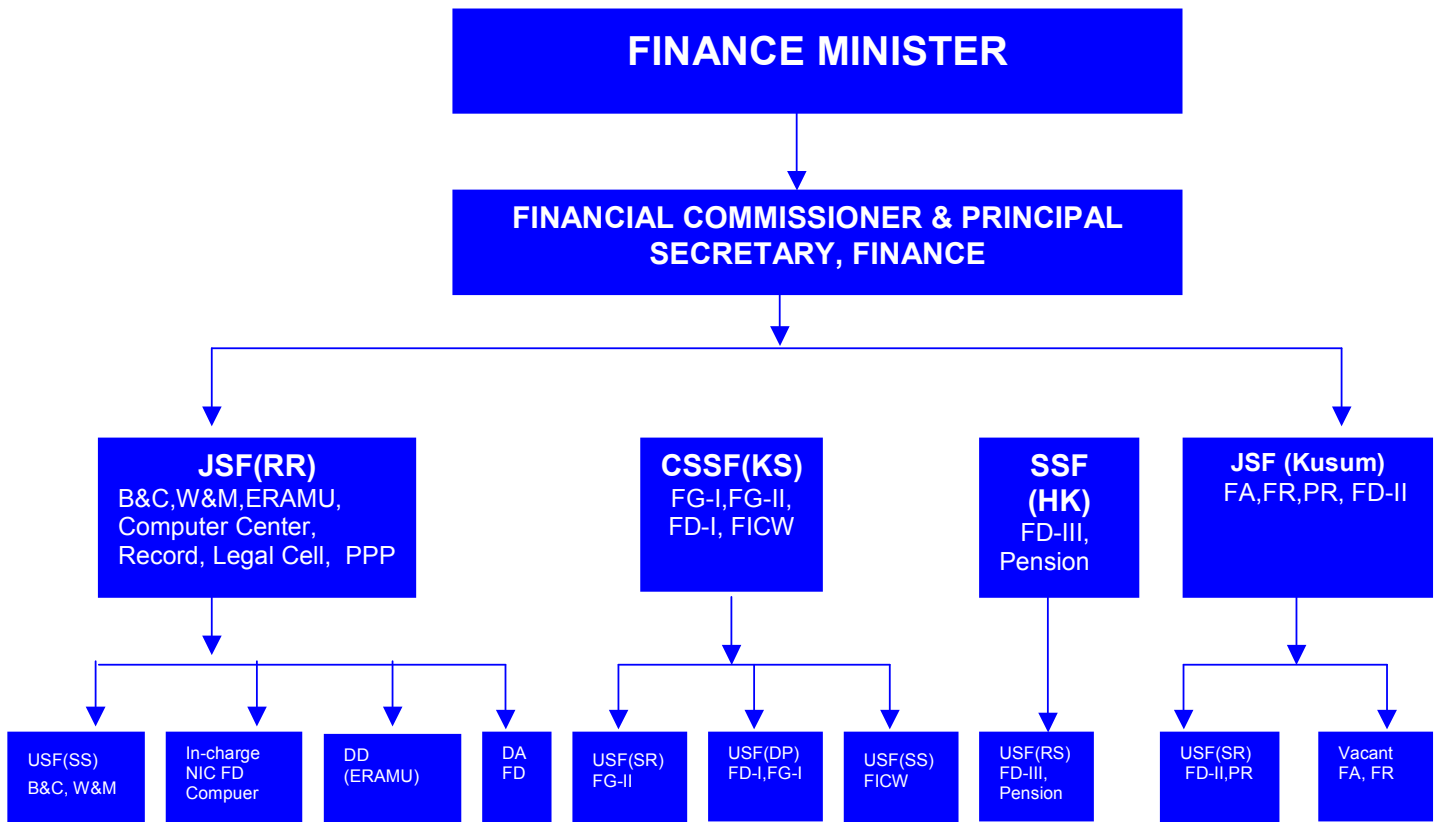 FINANCE MINISTER
FINANCIAL COMMISSIONER & PRINCIPAL
SECRETARY, FINANCE
JSF(RR)
B&C,W&M,ERAMU,
Computer Center,
Record, Legal Cell, PPP
CSSF(KS)
FG-I,FG-II,
FD-I, FICW
SSF
(HK)
FD-III,
Pension
JSF (Kusum)
FA,FR,PR, FD-II
USF(SS)
B&C, W&M
In-charge
NIC FD
Compuer
DD
(ERAMU)
DA
FD
USF(SR)
FG-II
USF(DP)
FD-I,FG-I
USF(SS)
FICW
USF(RS)
FD-III,
Pension
USF(SR)
FD-II,PR
Vacant
FA, FR